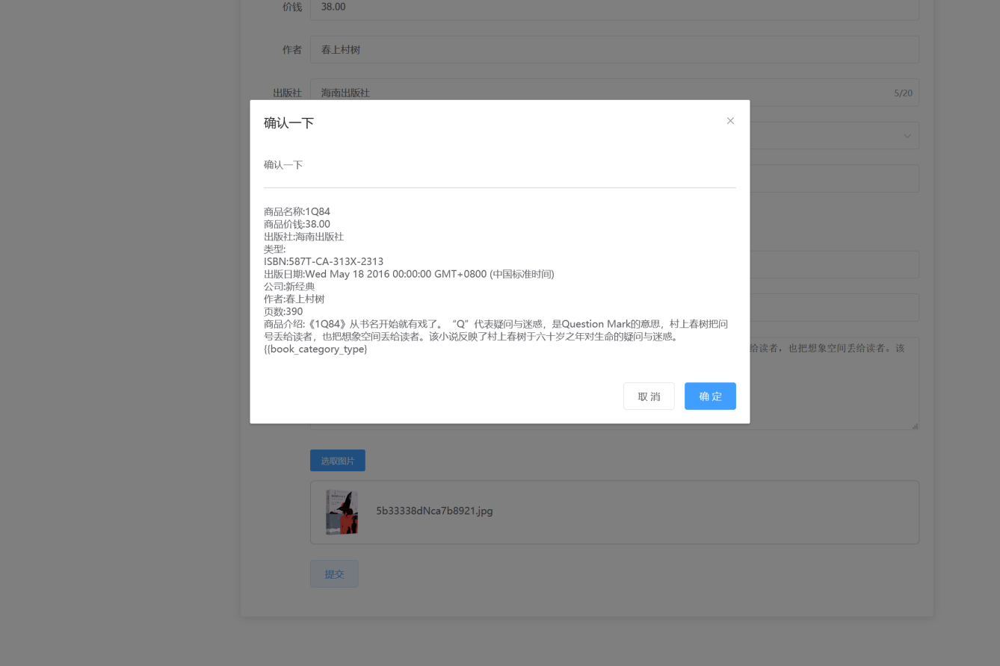 价钱
38.00
作者
春上村树
出版社
海南出版社
5/20
确认一下
确认一下
商品名称:1Q84
商品价钱:38.00
出版社:海南出版社
类型:
ISBN:587T-CA-313X-2313
出版日期:Wed May 18 2016 00:00:00 GMT+0800 (中国标准时间)
公司:新经典
作者:春上村树
页数:390
商品介绍:《1Q84》从书名开始就有戏了。“Q”代表疑问与迷惑，是Question Mark的意思，村上春树把问
号丢给读者，也把想象空间丢给读者。该小说反映了村上春树于六十岁之年对生命的疑问与迷惑。
{{book_category_type}
给读者，也把想象空间丢给读者。该
取 消
确 定
选取图片
5b33338dNca7b8921.jpg
提交